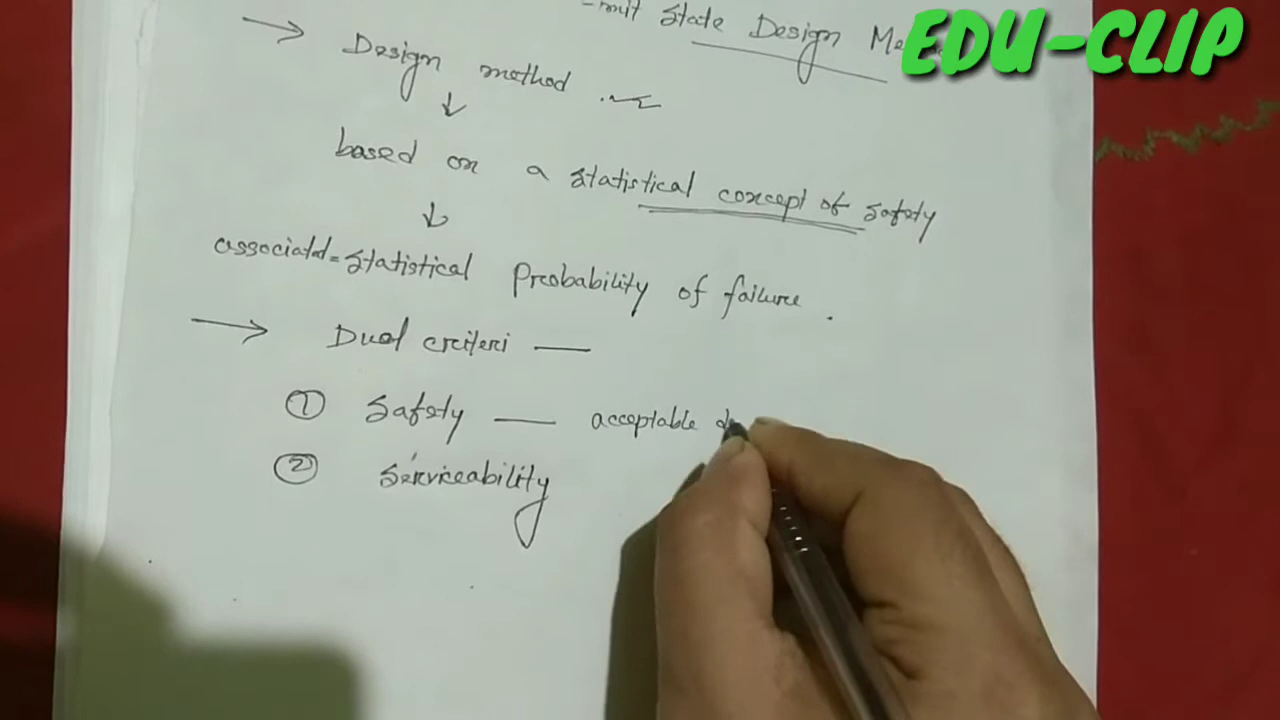 State Design
EDU-CLIP
→ Design method
↓
based on a statistical concept of safety
↓
associated = statistical Probability of failure.
→ Dual criteri —
① Safety — acceptable
② Serviceability